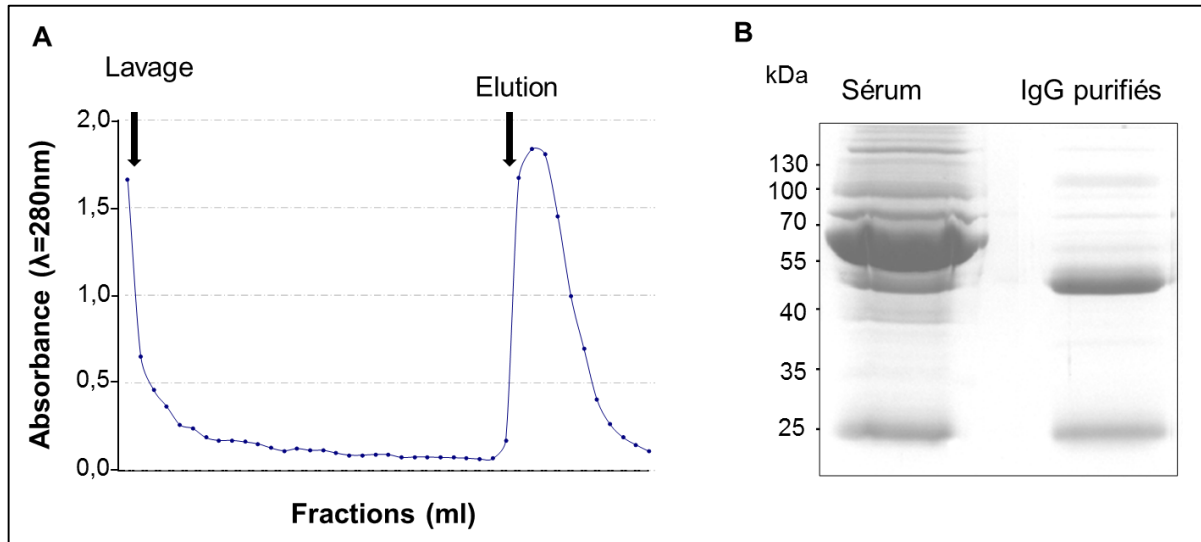 A
Lavage
Elution
2,0
1,5
1,0
0,5
0,0
Absorbance (λ=280nm)
Fractions (ml)
B
kDa
Sérum
IgG purifiés
130
100
70
55
40
35
25